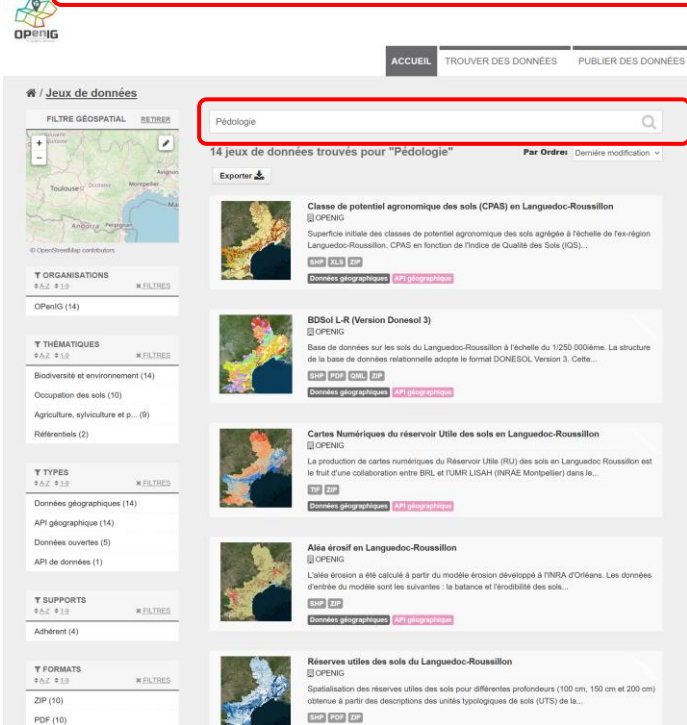 OPenIG
ACCUEIL TROUVER DES DONNÉES PUBLIER DES DONNÉES
/ Jeux de données
FILTRE GÉOSPATIAL RETIRER
+
-
Toulouse
Montpellier
Andorra Perpignan
© OpenStreetMap contributors
ORGANISATIONS
A-Z 1-9 FILTRES
OPenIG (14)
THÉMATIQUES
A-Z 1-9 FILTRES
Biodiversité et environnement (14)
Occupation des sols (10)
Agriculture, sylviculture et p... (9)
Référentiels (2)
TYPES
A-Z 1-9 FILTRES
Données géographiques (14)
API géographique (14)
Données ouvertes (5)
API de données (1)
SUPPORTS
A-Z 1-9 FILTRES
Adhérent (4)
FORMATS
A-Z 1-9 FILTRES
ZIP (10)
PDF (10)
Pédologie
14 jeux de données trouvés pour "Pédologie" Par Ordre: Dernière modification
Exporter
Classe de potentiel agronomique des sols (CPAS) en Languedoc-Roussillon
OPENIG
Superficie initiale des classes de potentiel agronomique des sols agrégée à l'échelle de l'ex-région
Languedoc-Roussillon. CPAS en fonction de l'Indice de Qualité des Sols (IQS)...
SHP XLS ZIP
Données géographiques API géographique
BDSol L-R (Version Donesol 3)
OPENIG
Base de données sur les sols du Languedoc-Roussillon à l'échelle du 1/250 000ième. La structure
de la base de données relationnelle adopte le format DONESOL Version 3. Cette...
SHP PDF QML ZIP
Données géographiques API géographique
Cartes Numériques du réservoir Utile des sols en Languedoc-Roussillon
OPENIG
La production de cartes numériques du Réservoir Utile (RU) des sols en Languedoc Roussillon est
le fruit d'une collaboration entre BRL et l'UMR LISAH (INRAE Montpellier) dans le...
TIF ZIP
Données géographiques API géographique
Aléa érosif en Languedoc-Roussillon
OPENIG
L'aléa érosion a été calculé à partir du modèle érosion développé à l'INRA d'Orléans. Les données
d'entrée du modèle sont les suivantes : la batance et l'érodibilité des sols...
SHP ZIP
Données géographiques API géographique
Réserves utiles des sols du Languedoc-Roussillon
OPENIG
Spatialisation des réserves utiles des sols pour différentes profondeurs (100 cm, 150 cm et 200 cm)
obtenue à partir des descriptions des unités typologiques de sols (UTS) de la...
SHP PDF ZIP